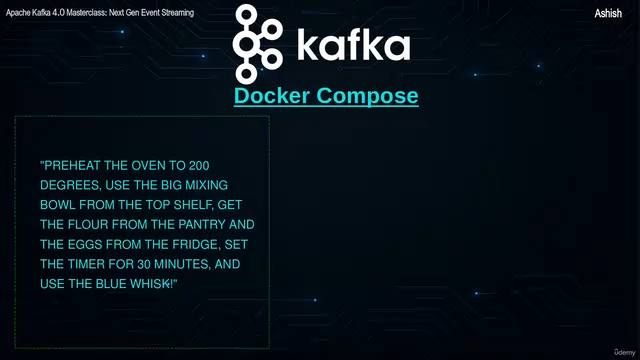 Apache Kafka 4.0 Masterclass: Next Gen Event Streaming
Ashish
kafka
Docker Compose
"PREHEAT THE OVEN TO 200
DEGREES, USE THE BIG MIXING
BOWL FROM THE TOP SHELF, GET
THE FLOUR FROM THE PANTRY AND
THE EGGS FROM THE FRIDGE, SET
THE TIMER FOR 30 MINUTES, AND
USE THE BLUE WHISK!"
ûdemy